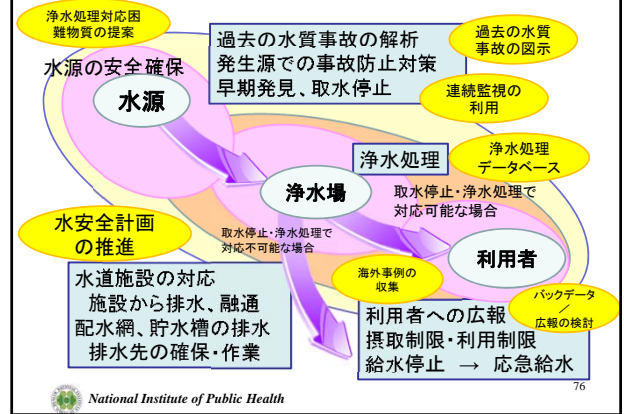 浄水処理対応困
難物質の提案
水源の安全確保
水源
過去の水質事故の解析
発生源での事故防止対策
早期発見、取水停止
過去の水質
事故の図示
連続監視の
利用
浄水処理
浄水処理
データベース
浄水場
取水停止・浄水処理で
対応可能な場合
水安全計画
の推進
取水停止・浄水処理で
対応不可能な場合
利用者
水道施設の対応
施設から排水、融通
配水網、貯水槽の排水
排水先の確保・作業
海外事例の
収集
バックデータ
／
広報の検討
利用者への広報
摂取制限・利用制限
給水停止 → 応急給水
76
National Institute of Public Health